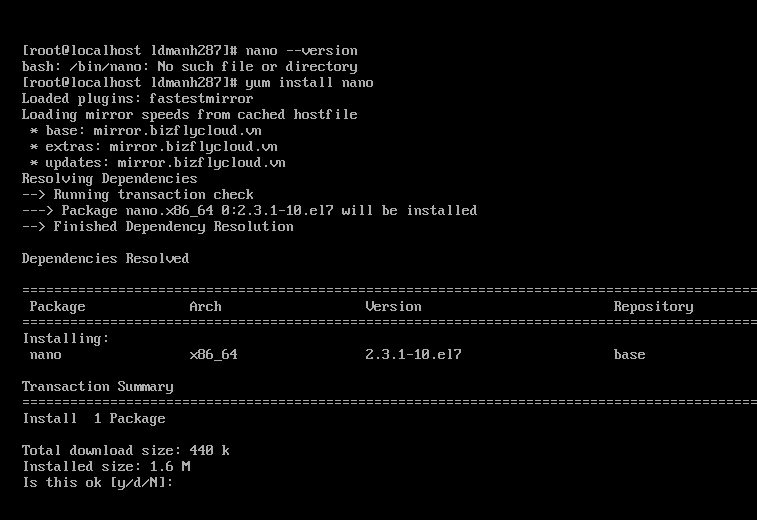 [root@localhost ldmanh287]# nano --version
bash: /bin/nano: No such file or directory
[root@localhost ldmanh287]# yum install nano
Loaded plugins: fastestmirror
Loading mirror speeds from cached hostfile
 * base: mirror.bizflycloud.vn
 * extras: mirror.bizflycloud.vn
 * updates: mirror.bizflycloud.vn
Resolving Dependencies
--> Running transaction check
---> Package nano.x86_64 0:2.3.1-10.el7 will be installed
--> Finished Dependency Resolution

Dependencies Resolved

============================================================================================
 Package             Arch                  Version                        Repository
============================================================================================
Installing:
 nano                x86_64                2.3.1-10.el7                   base

Transaction Summary
============================================================================================
Install  1 Package

Total download size: 440 k
Installed size: 1.6 M
Is this ok [y/d/N]: